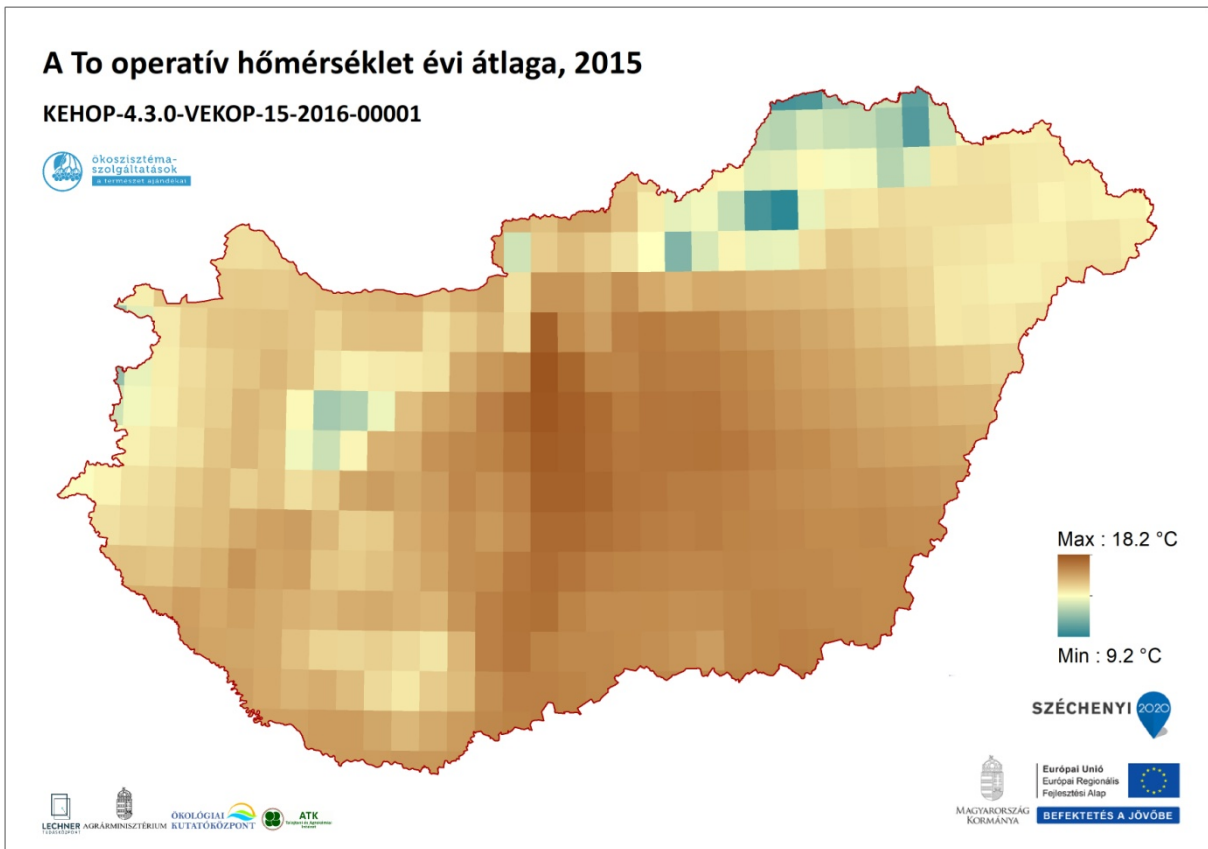 A To operatív hőmérséklet évi átlaga, 2015
KEHOP-4.3.0-VEKOP-15-2016-00001
ökoszisztéma-
szolgáltatások
a természet ajándékai
Max : 18.2 °C
Min : 9.2 °C
SZÉCHENYI 2020
MAGYARORSZÁG
KORMÁNYA
Európai Unió
Európai Regionális
Fejlesztési Alap
BEFEKTETÉS A JÖVŐBE
LECHNER
TUDÁSKÖZPONT
AGRÁRMINISZTÉRIUM
ÖKOLÓGIAI
KUTATÓKÖZPONT
ATK